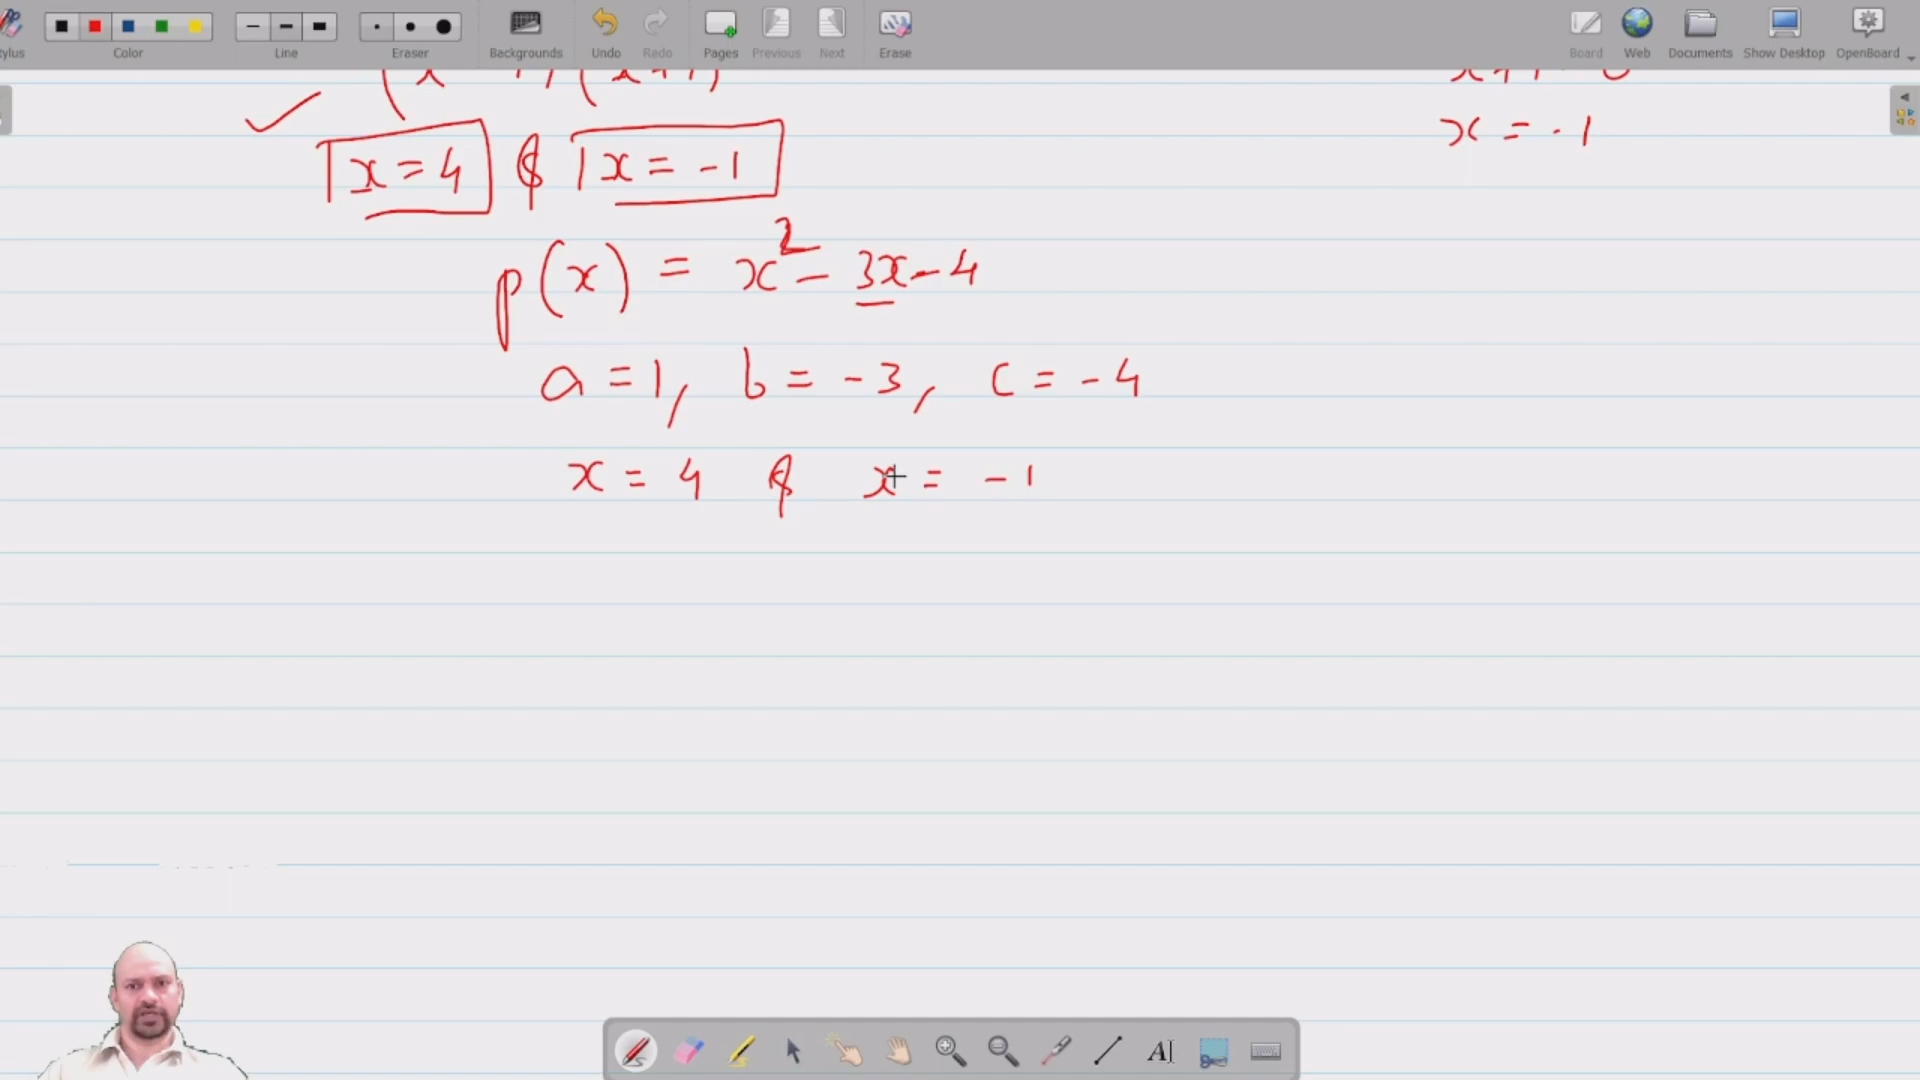 Stylus Color Line Eraser Backgrounds Undo Redo Pages Previous Next Erase Board Web Documents Show Desktop OpenBoard
x = -1
x = 4 & x = -1
p(x) = x² - 3x - 4
a = 1, b = -3, c = -4
x = 4 & x = -1